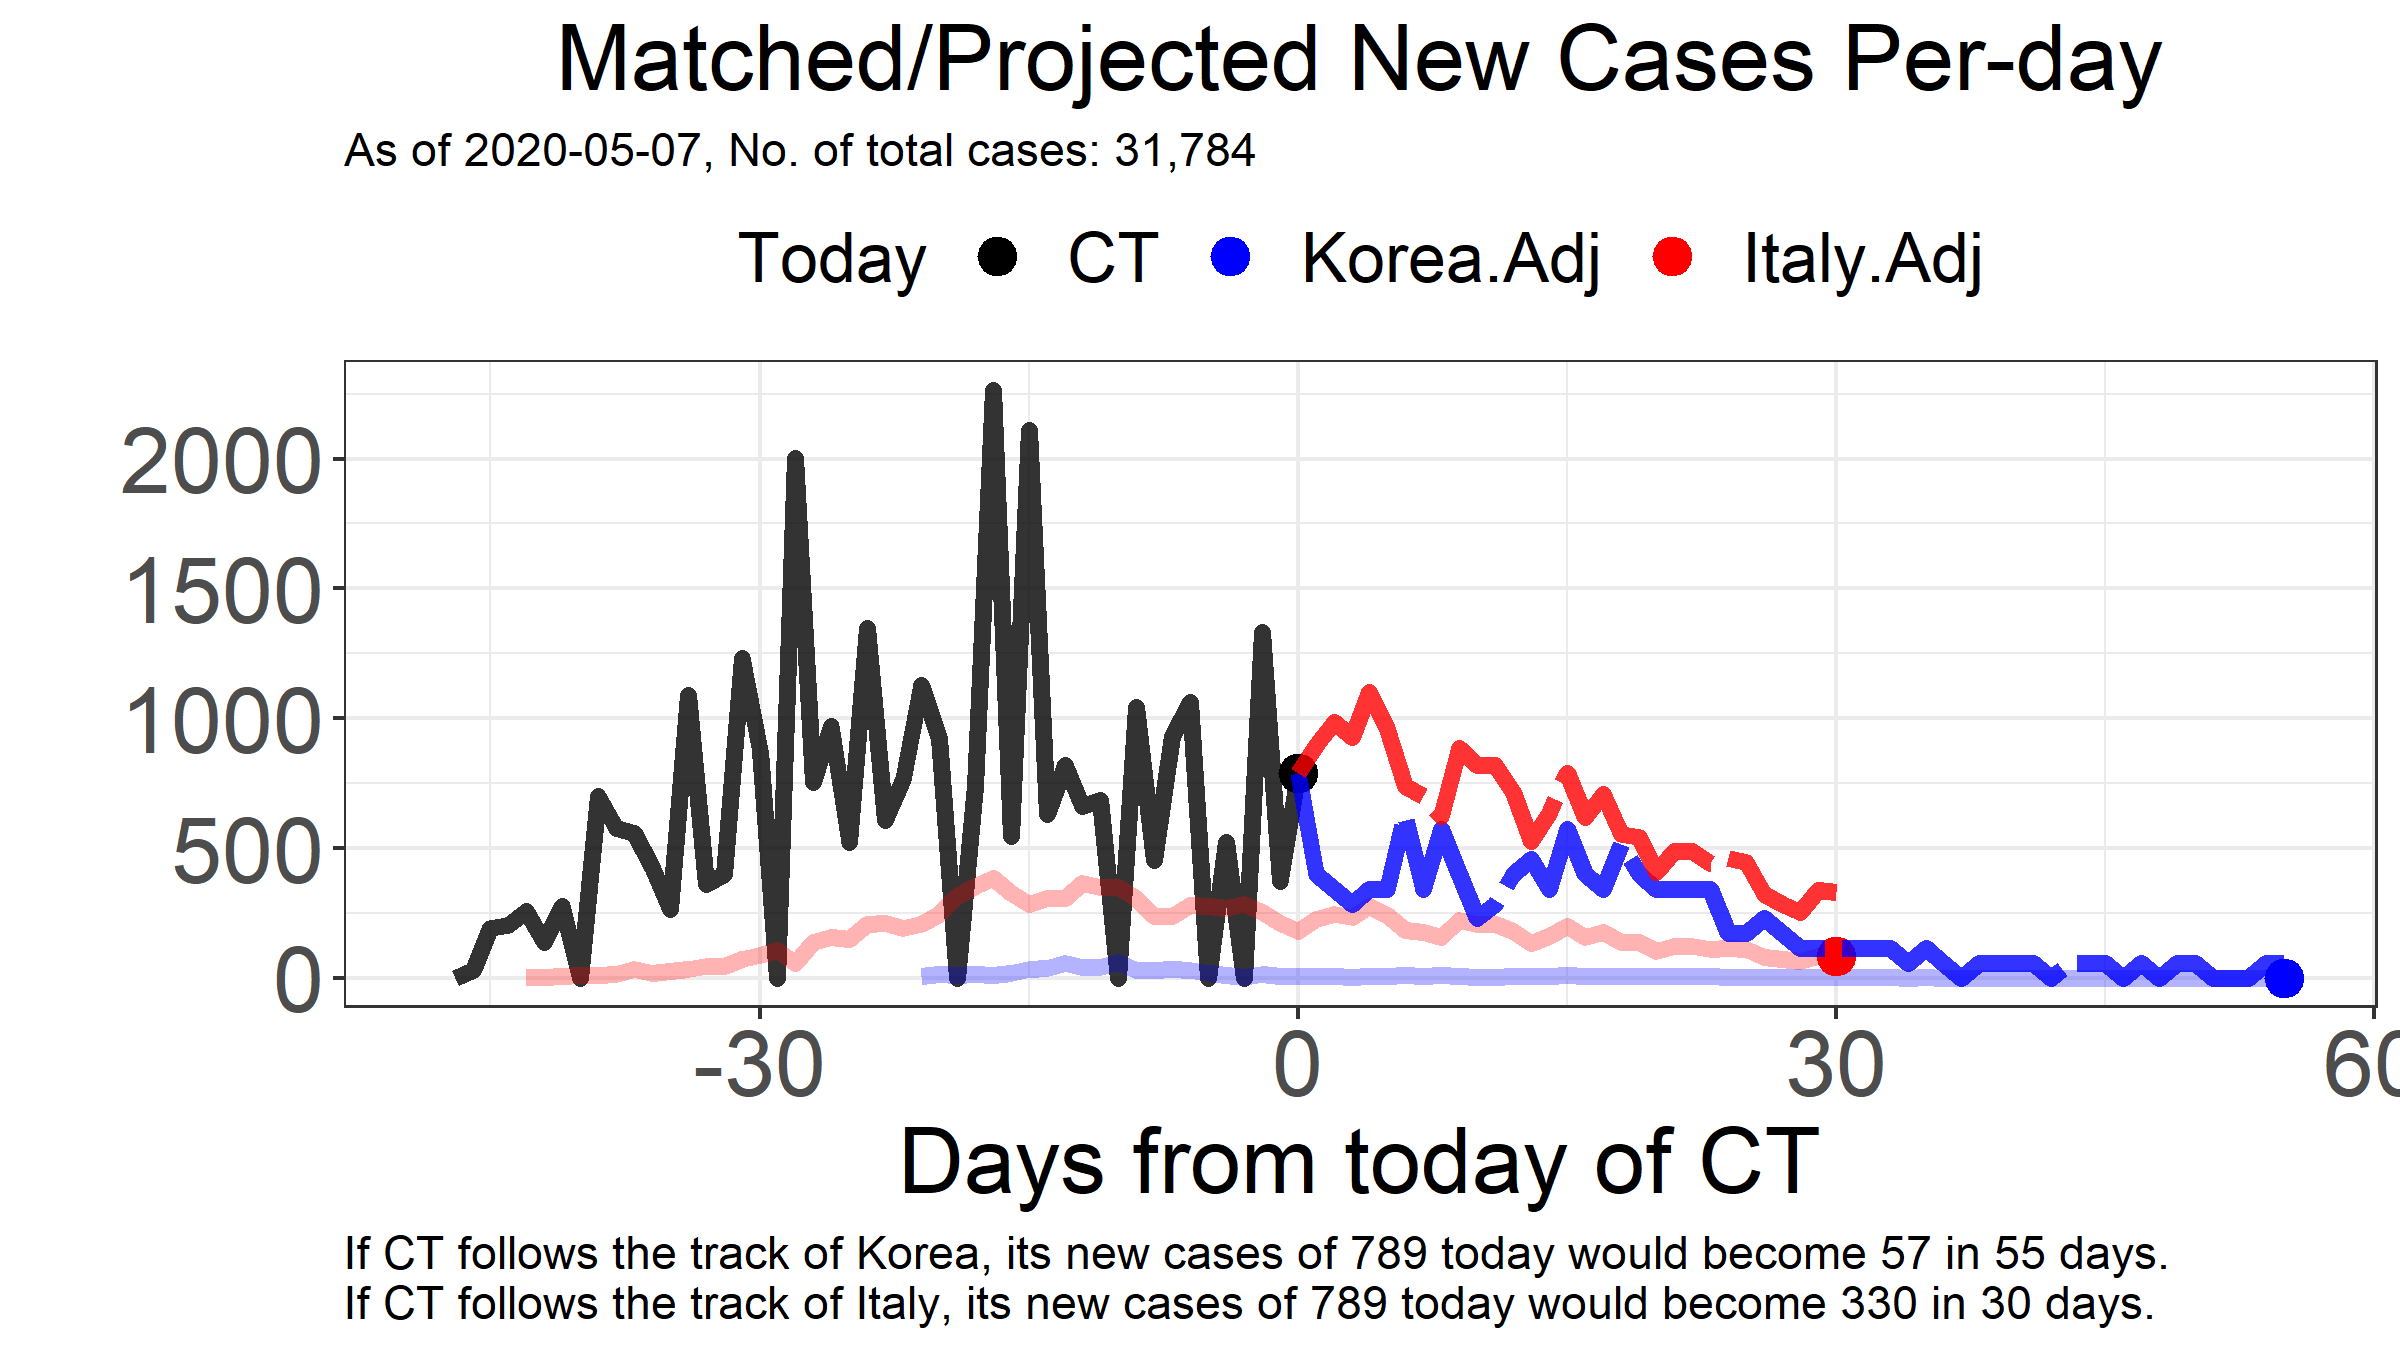 Matched/Projected New Cases Per-day
As of 2020-05-07, No. of total cases: 31,784
Today CT Korea.Adj Italy.Adj
2000
1500
1000
500
0
-30 0 30 60
Days from today of CT
If CT follows the track of Korea, its new cases of 789 today would become 57 in 55 days.
If CT follows the track of Italy, its new cases of 789 today would become 330 in 30 days.